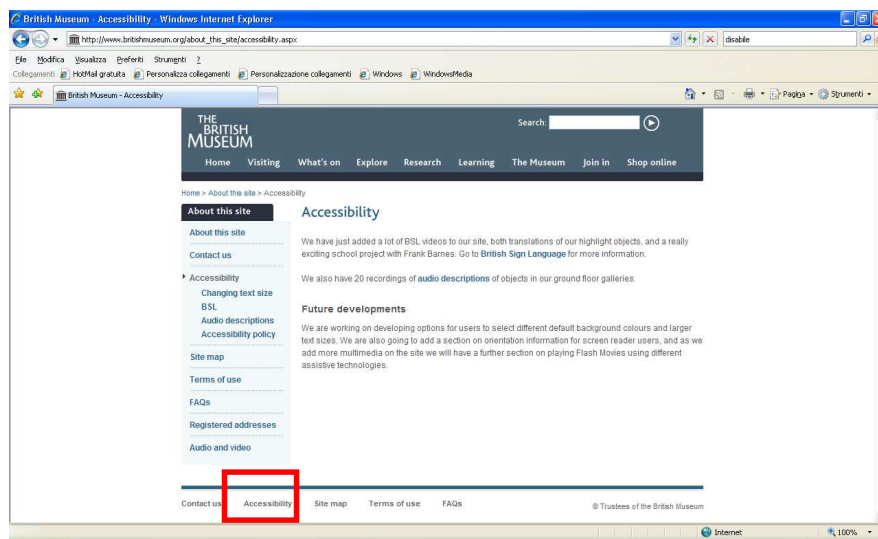 British Museum - Accessibility - Windows Internet Explorer
http://www.britishmuseum.org/about_this_site/accessibility.aspx
disabile
File Modifica Visualizza Preferiti Strumenti ?
Collegamenti HotMail gratuita Personalizza collegamenti Personalizzazione collegamenti Windows WindowsMedia
British Museum - Accessibility
Pagina Strumenti
THE
BRITISH
MUSEUM
Search:
Home Visiting What's on Explore Research Learning The Museum Join in Shop online
Home > About this site > Accessibility
About this site
About this site
Contact us
Accessibility
Changing text size
BSL
Audio descriptions
Accessibility policy
Site map
Terms of use
FAQs
Registered addresses
Audio and video
Accessibility
We have just added a lot of BSL videos to our site, both translations of our highlight objects, and a really
exciting school project with Frank Barnes. Go to British Sign Language for more information.
We also have 20 recordings of audio descriptions of objects in our ground floor galleries.
Future developments
We are working on developing options for users to select different default background colours and larger
text sizes. We are also going to add a section on orientation information for screen reader users, and as we
add more multimedia on the site we will have a further section on playing Flash Movies using different
assistive technologies.
Contact us Accessibility Site map Terms of use FAQs
© Trustees of the British Museum
Internet 100%